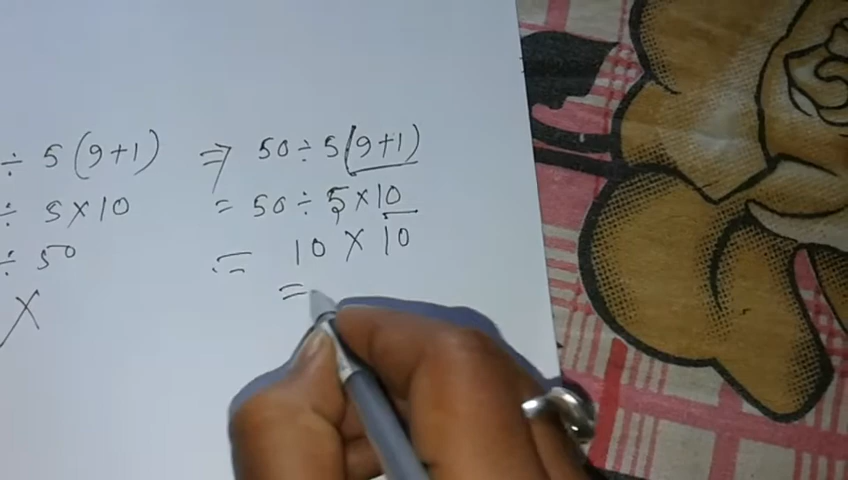 ÷ 5(9+1) ⇒ 50÷5(9+1)
÷ 5×10 = 50÷5×10
÷ 50 = 10×10
× =